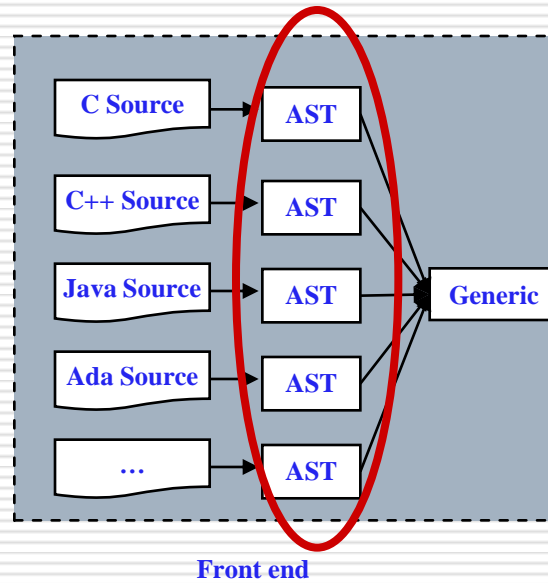 C Source
AST
C++ Source
AST
Java Source
AST
Generic
Ada Source
AST
...
AST
Front end